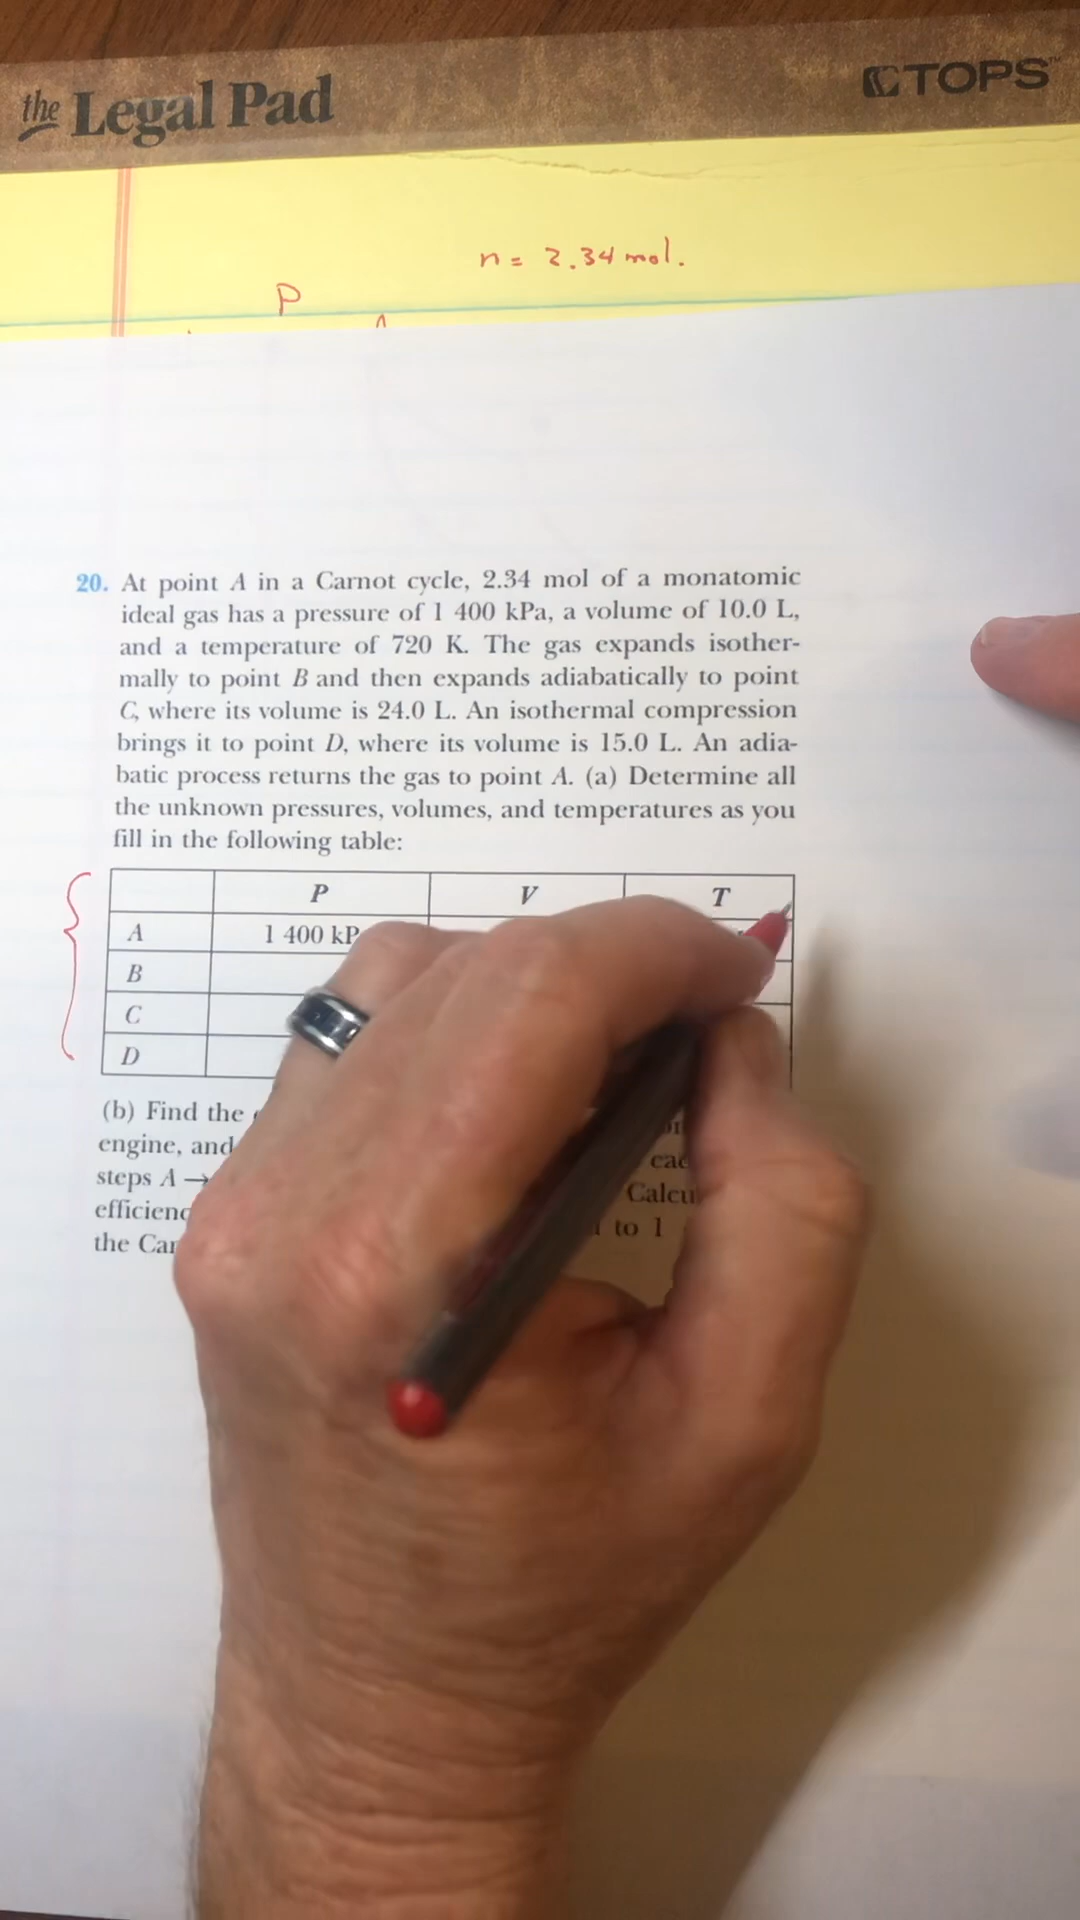 the Legal Pad
TOPS™
n = 2.34 mol.
P
20. At point A in a Carnot cycle, 2.34 mol of a monatomic
ideal gas has a pressure of 1 400 kPa, a volume of 10.0 L,
and a temperature of 720 K. The gas expands isother-
mally to point B and then expands adiabatically to point
C, where its volume is 24.0 L. An isothermal compression
brings it to point D, where its volume is 15.0 L. An adia-
batic process returns the gas to point A. (a) Determine all
the unknown pressures, volumes, and temperatures as you
fill in the following table:
P V T
A 1 400 kP
B
C
D
(b) Find the
engine, and
steps A →
Calcu
to 1
the